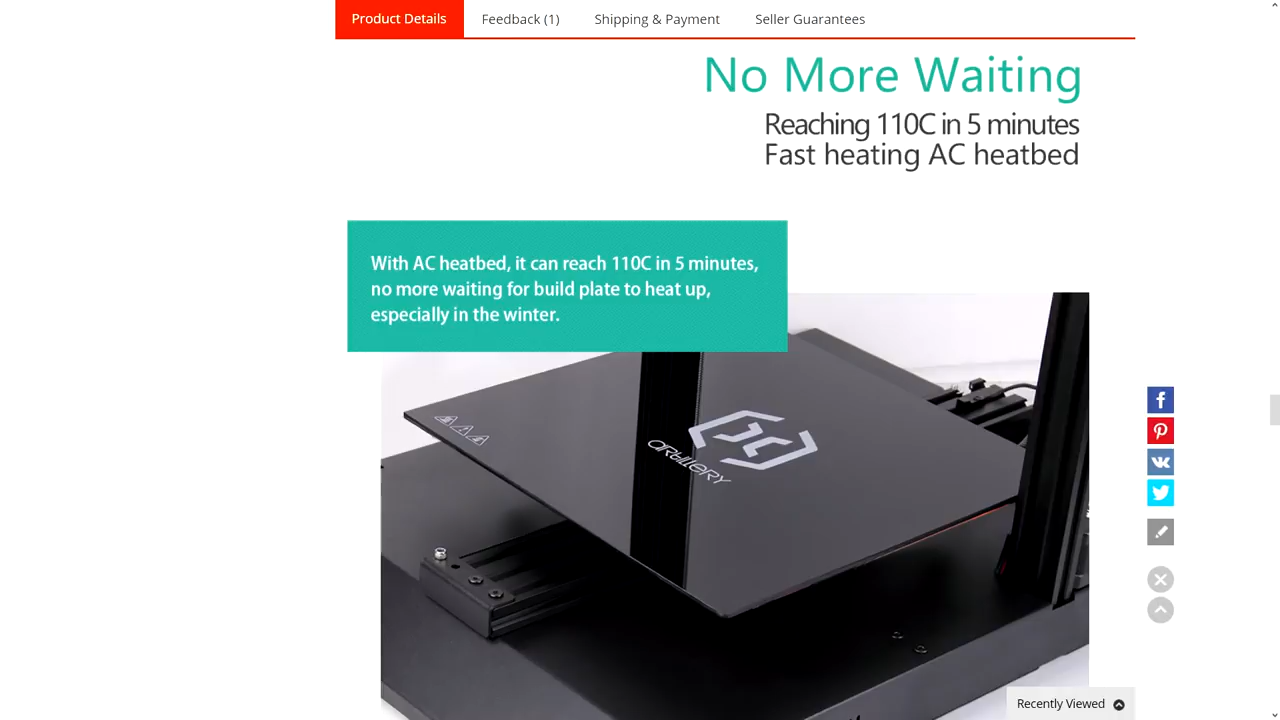 Product Details
Feedback (1)
Shipping & Payment
Seller Guarantees
No More Waiting
Reaching 110C in 5 minutes
Fast heating AC heatbed
With AC heatbed, it can reach 110C in 5 minutes,
no more waiting for build plate to heat up,
especially in the winter.
ARTILLERY
Recently Viewed